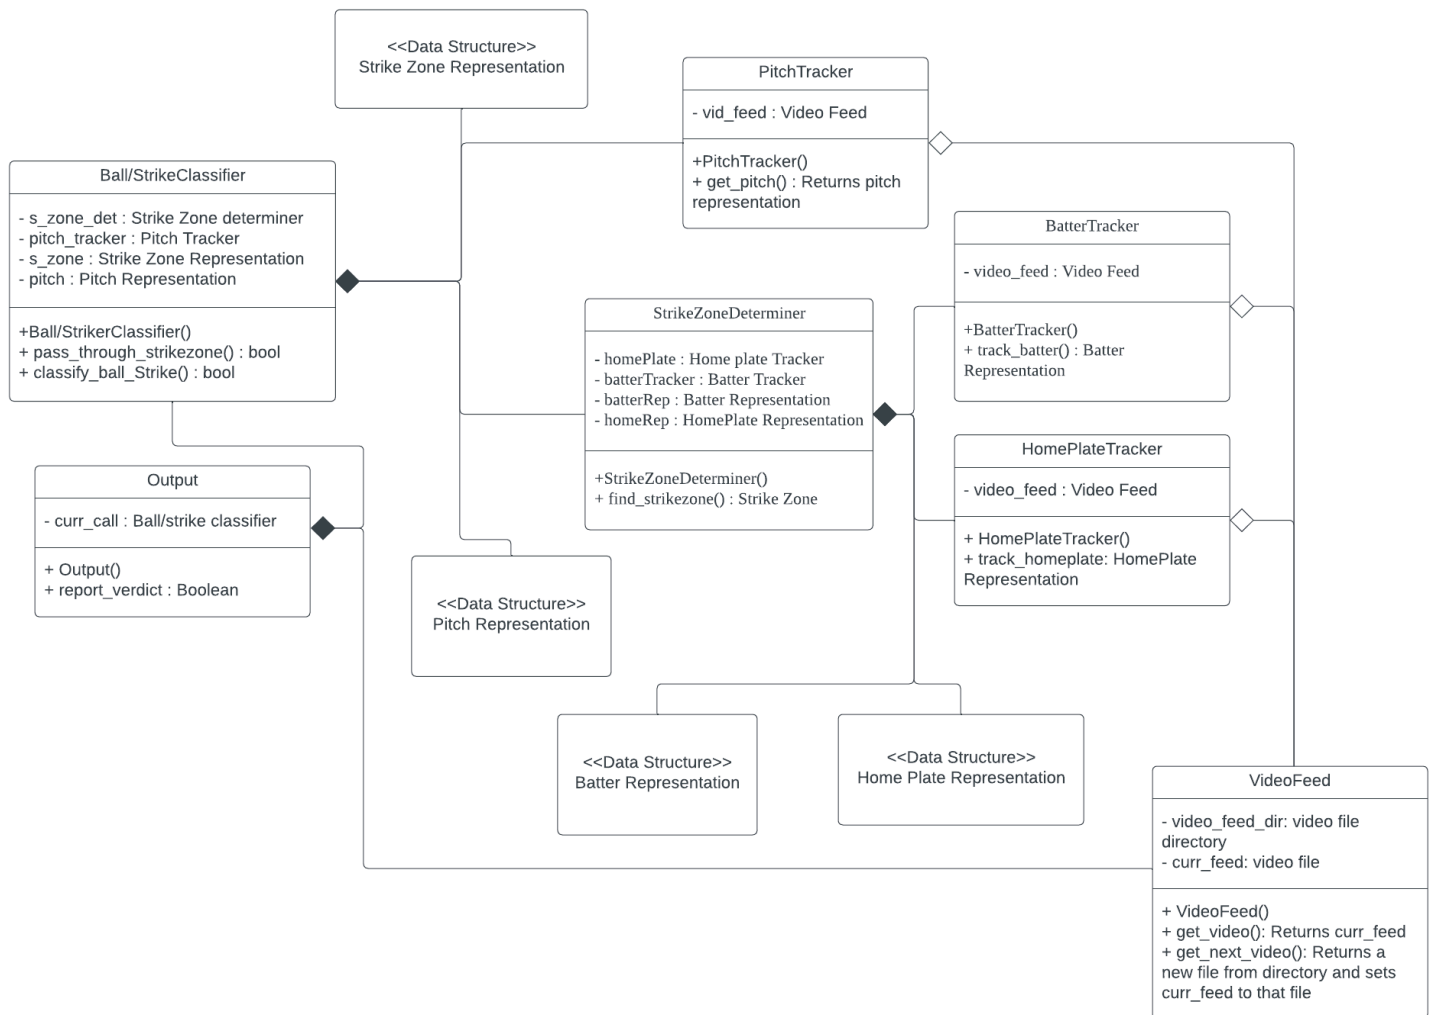 <<Data Structure>>
Strike Zone Representation
PitchTracker
- vid_feed : Video Feed
+PitchTracker()
+ get_pitch() : Returns pitch
representation
Ball/StrikeClassifier
- s_zone_det : Strike Zone determiner
- pitch_tracker : Pitch Tracker
- s_zone : Strike Zone Representation
- pitch : Pitch Representation
+Ball/StrikerClassifier()
+ pass_through_strikezone() : bool
+ classify_ball_Strike() : bool
BatterTracker
- video_feed : Video Feed
+BatterTracker()
+ track_batter() : Batter
Representation
StrikeZoneDeterminer
- homePlate : Home plate Tracker
- batterTracker : Batter Tracker
- batterRep : Batter Representation
- homeRep : HomePlate Representation
+StrikeZoneDeterminer()
+ find_strikezone() : Strike Zone
HomePlateTracker
- video_feed : Video Feed
+ HomePlateTracker()
+ track_homeplate: HomePlate
Representation
Output
- curr_call : Ball/strike classifier
+ Output()
+ report_verdict : Boolean
<<Data Structure>>
Pitch Representation
<<Data Structure>>
Batter Representation
<<Data Structure>>
Home Plate Representation
VideoFeed
- video_feed_dir: video file
directory
- curr_feed: video file
+ VideoFeed()
+ get_video(): Returns curr_feed
+ get_next_video(): Returns a
new file from directory and sets
curr_feed to that file